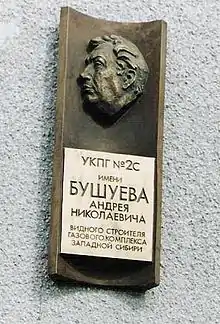 УКПГ №2С
ИМЕНИ
БУШУЕВА
АНДРЕЯ
НИКОЛАЕВИЧА
ВИДНОГО СТРОИТЕЛЯ
ГАЗОВОГО КОМПЛЕКСА
ЗАПАДНОЙ СИБИРИ